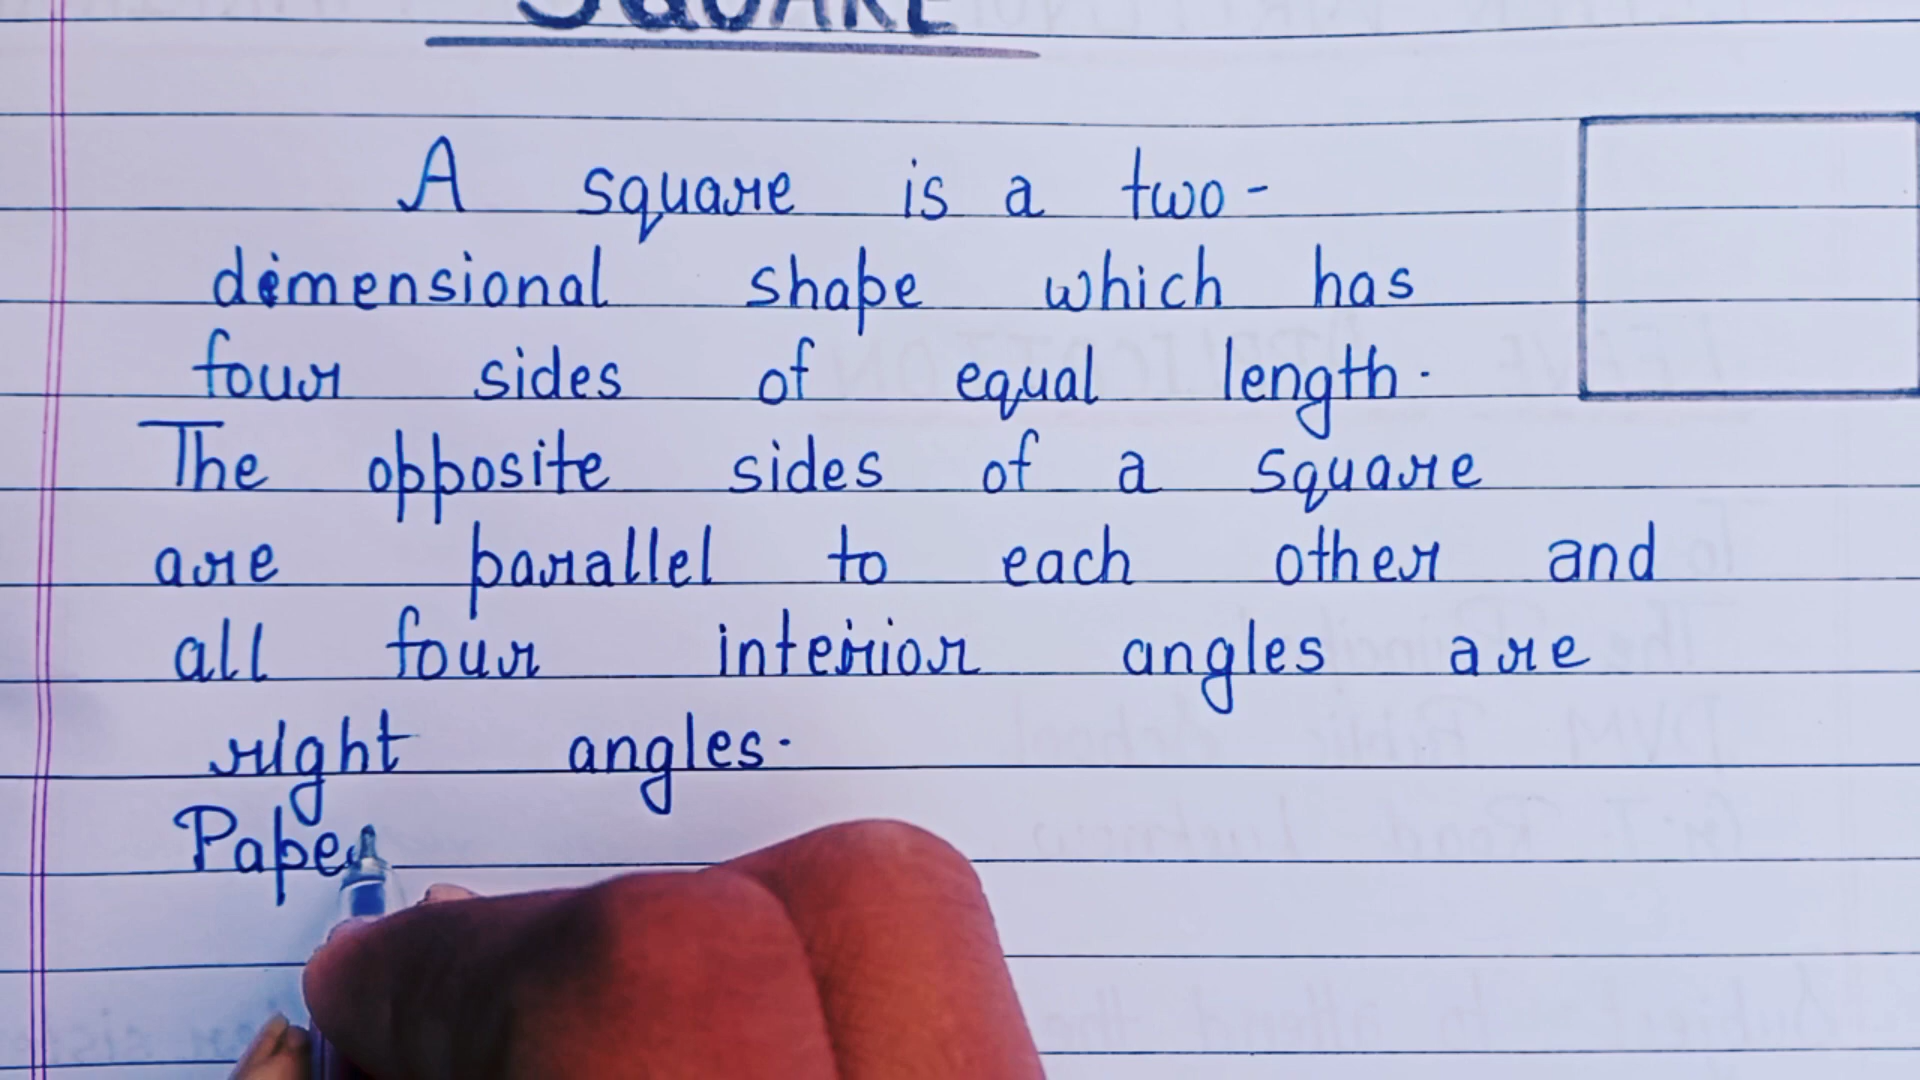 SQUARE
A square is a two-
dimensional shape which has
four sides of equal length.
The opposite sides of a square
are parallel to each other and
all four interior angles are
right angles.
Paper